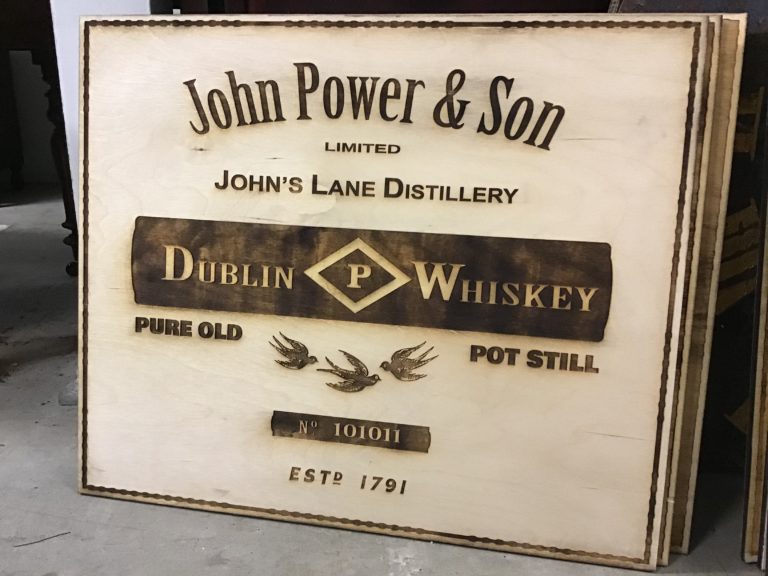 John Power & Son
LIMITED
JOHN'S LANE DISTILLERY
DUBLIN P WHISKEY
PURE OLD
POT STILL
Nº 101011
ESTD 1791